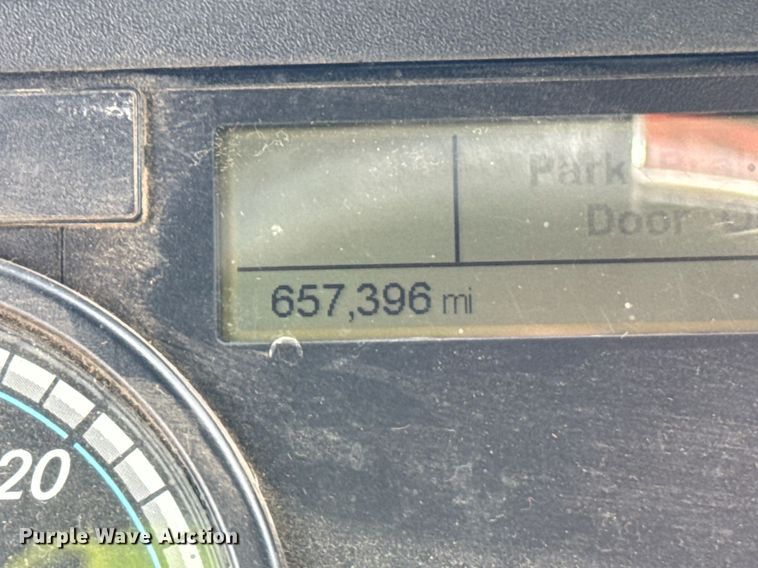 Park
Door
657,396 mi
20
Purple Wave Auction